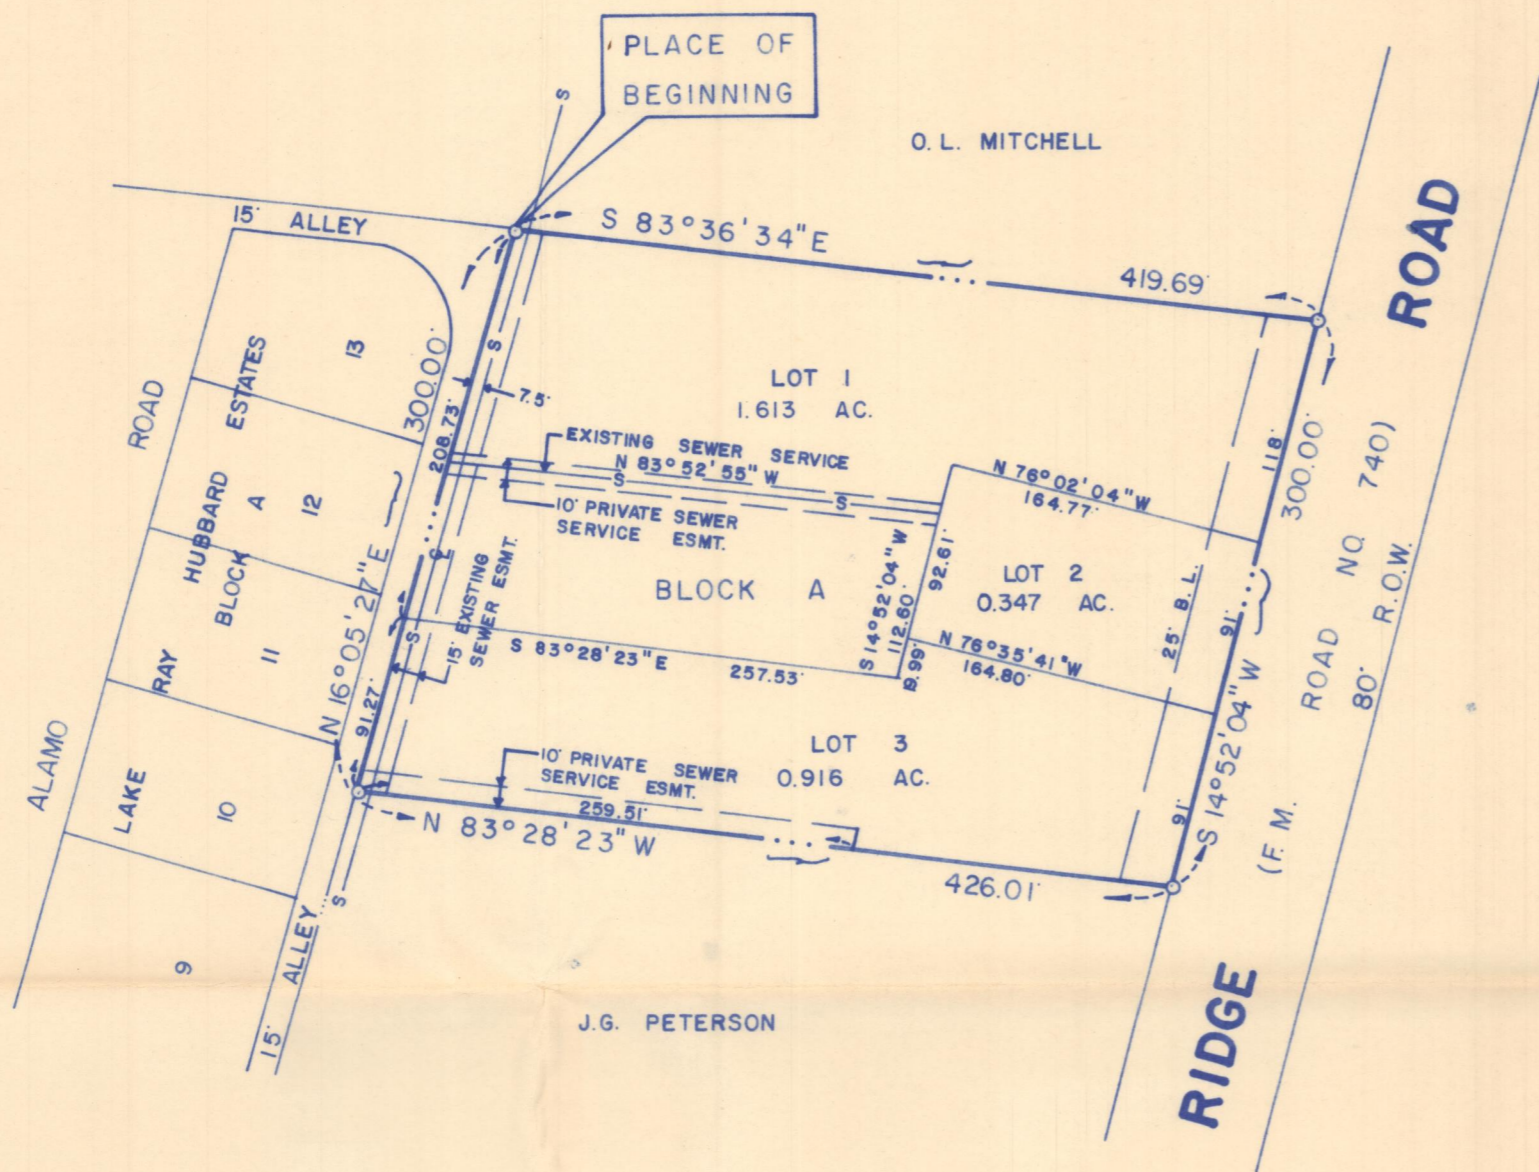 PLACE OF
BEGINNING
S
O. L. MITCHELL
15' ALLEY
S 83°36'34"E
419.69'
ROAD
RIDGE
ROAD
ESTATES
13
300.00'
208.73'
S
7.5'
LOT 1
1.613 AC.
118'
300.00'
EXISTING SEWER SERVICE
N 83°52'55" W
S
S
10' PRIVATE SEWER
SERVICE ESMT.
N 76°02'04"W
164.77'
HUBBARD
BLOCK A
12
N 16°05'27"E
℄
15' EXISTING
SEWER ESMT.
BLOCK A
S 14°52'04" W
112.60'
92.61'
19.99'
LOT 2
0.347 AC.
25' B.L.
91'
(F. M. ROAD NO. 740)
80' R.O.W.
RAY
11
S
S 83°28'23"E
257.53'
N 76°35'41"W
164.80'
91.27'
LOT 3
0.916 AC.
10' PRIVATE SEWER
SERVICE ESMT.
259.51'
91'
S 14°52'04" W
ALAMO
LAKE
10
N 83°28'23" W
426.01'
S
9
15' ALLEY
J.G. PETERSON